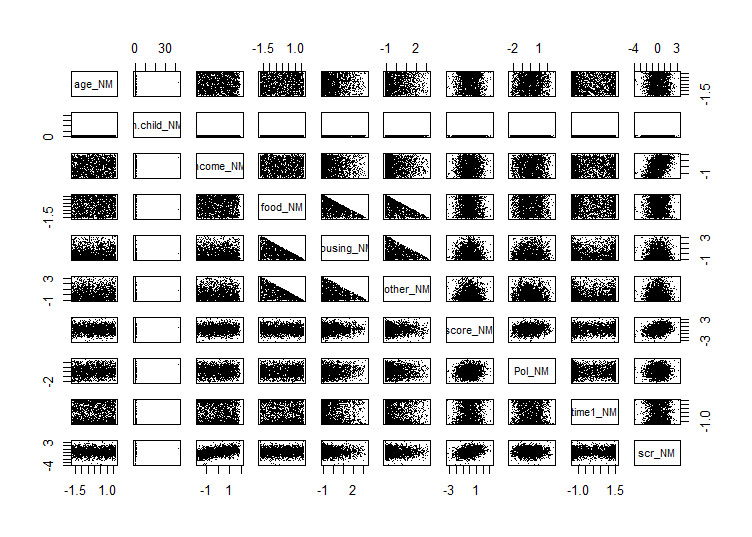 0 30 -1.5 1.0 -1 2 -2 1 -4 0 3
age_NM -1.5
0 n.child_NM
ncome_NM -1
-1.5 food_NM
ousing_NM -1 3
-1 3 other_NM
score_NM -3 3
-2 Pol_NM
time1_NM -1.0
-4 3 scr_NM
-1.5 1.0 -1 1 -1 2 -3 1 -1.0 1.5